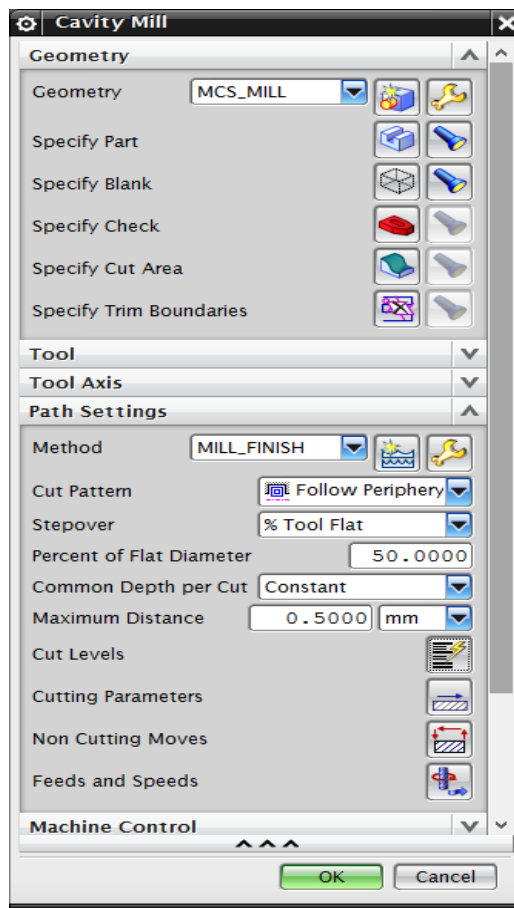 Cavity Mill
Geometry
Geometry MCS_MILL
Specify Part
Specify Blank
Specify Check
Specify Cut Area
Specify Trim Boundaries
Tool
Tool Axis
Path Settings
Method MILL_FINISH
Cut Pattern Follow Periphery
Stepover % Tool Flat
Percent of Flat Diameter 50.0000
Common Depth per Cut Constant
Maximum Distance 0.5000 mm
Cut Levels
Cutting Parameters
Non Cutting Moves
Feeds and Speeds
Machine Control
OK Cancel